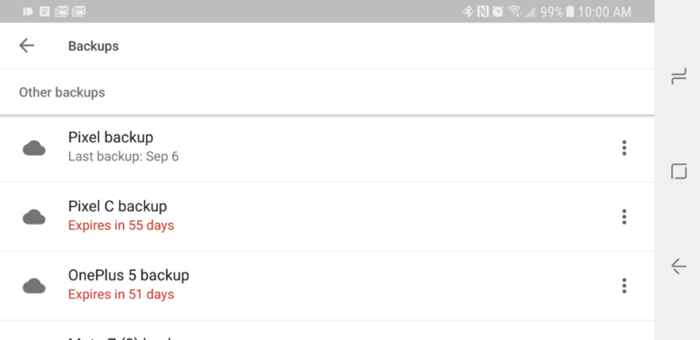 99% 10:00 AM
Backups
Other backups
Pixel backup
Last backup: Sep 6
Pixel C backup
Expires in 55 days
OnePlus 5 backup
Expires in 51 days